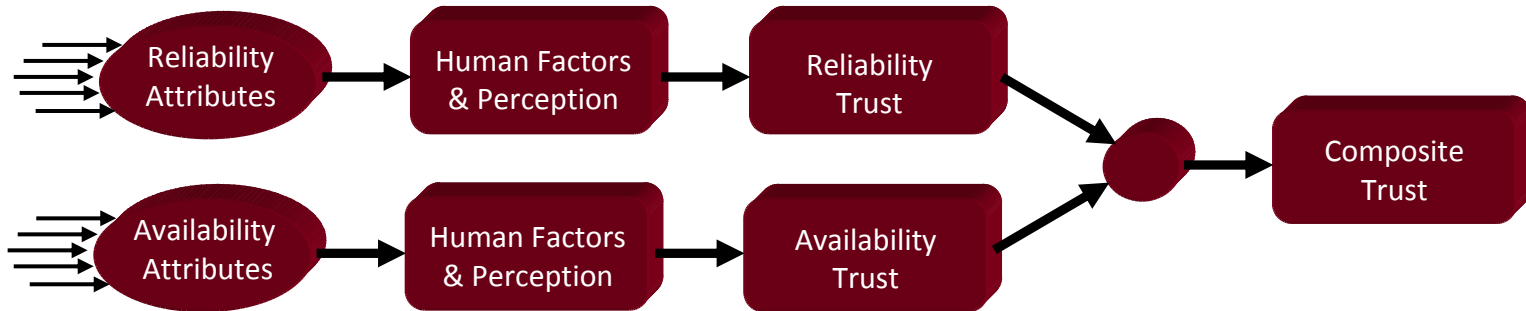 Reliability
Attributes
Human Factors
& Perception
Reliability
Trust
Availability
Attributes
Human Factors
& Perception
Availability
Trust
Composite
Trust